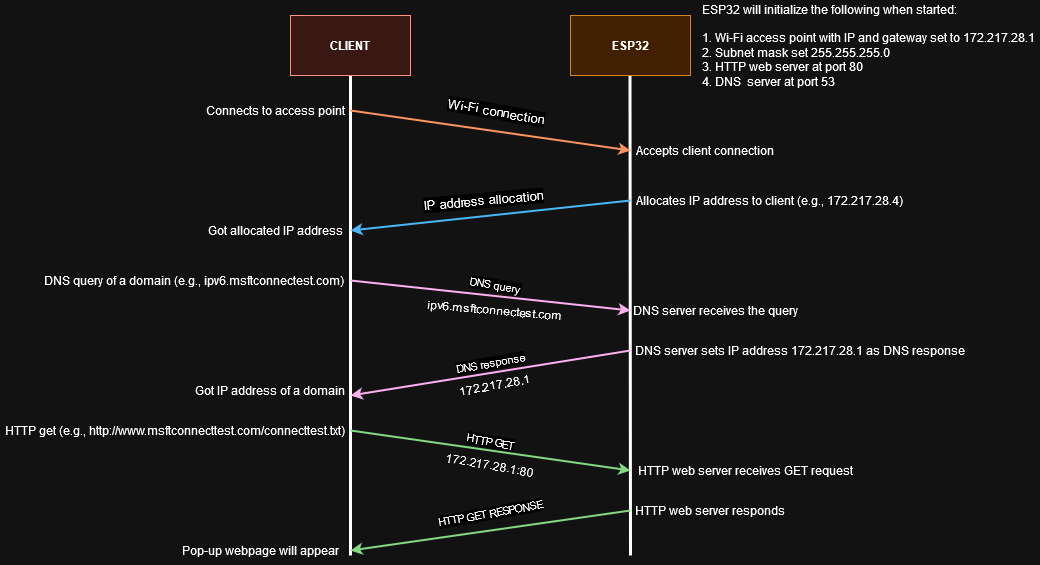 ESP32 will initialize the following when started:
1. Wi-Fi access point with IP and gateway set to 172.217.28.1
2. Subnet mask set 255.255.255.0
3. HTTP web server at port 80
4. DNS server at port 53
CLIENT
ESP32
Connects to access point
Wi-Fi connection
Accepts client connection
IP address allocation
Allocates IP address to client (e.g., 172.217.28.4)
Got allocated IP address
DNS query of a domain (e.g., ipv6.msftconnectest.com)
DNS query
ipv6.msftconnectest.com
DNS server receives the query
DNS server sets IP address 172.217.28.1 as DNS response
DNS response
172.217.28.1
Got IP address of a domain
HTTP get (e.g., http://www.msftconnecttest.com/connecttest.txt)
HTTP GET
172.217.28.1:80
HTTP web server receives GET request
HTTP GET RESPONSE
HTTP web server responds
Pop-up webpage will appear